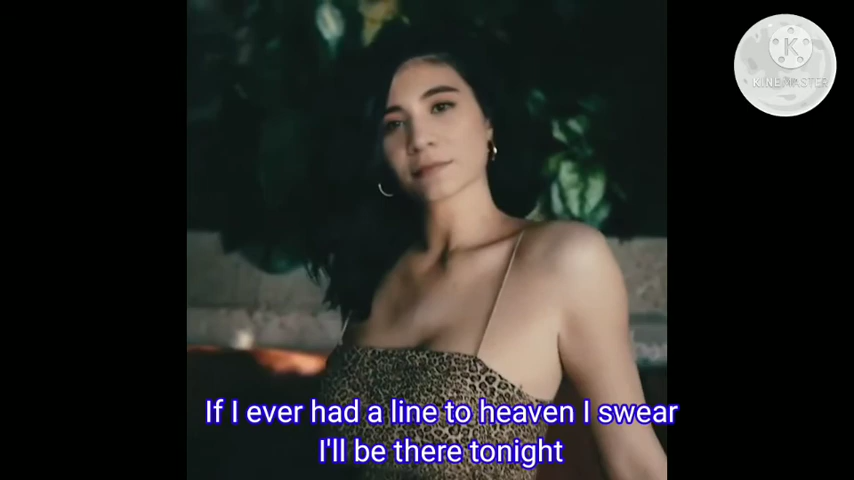 K
KINEMASTER
If I ever had a line to heaven I swear
I'll be there tonight